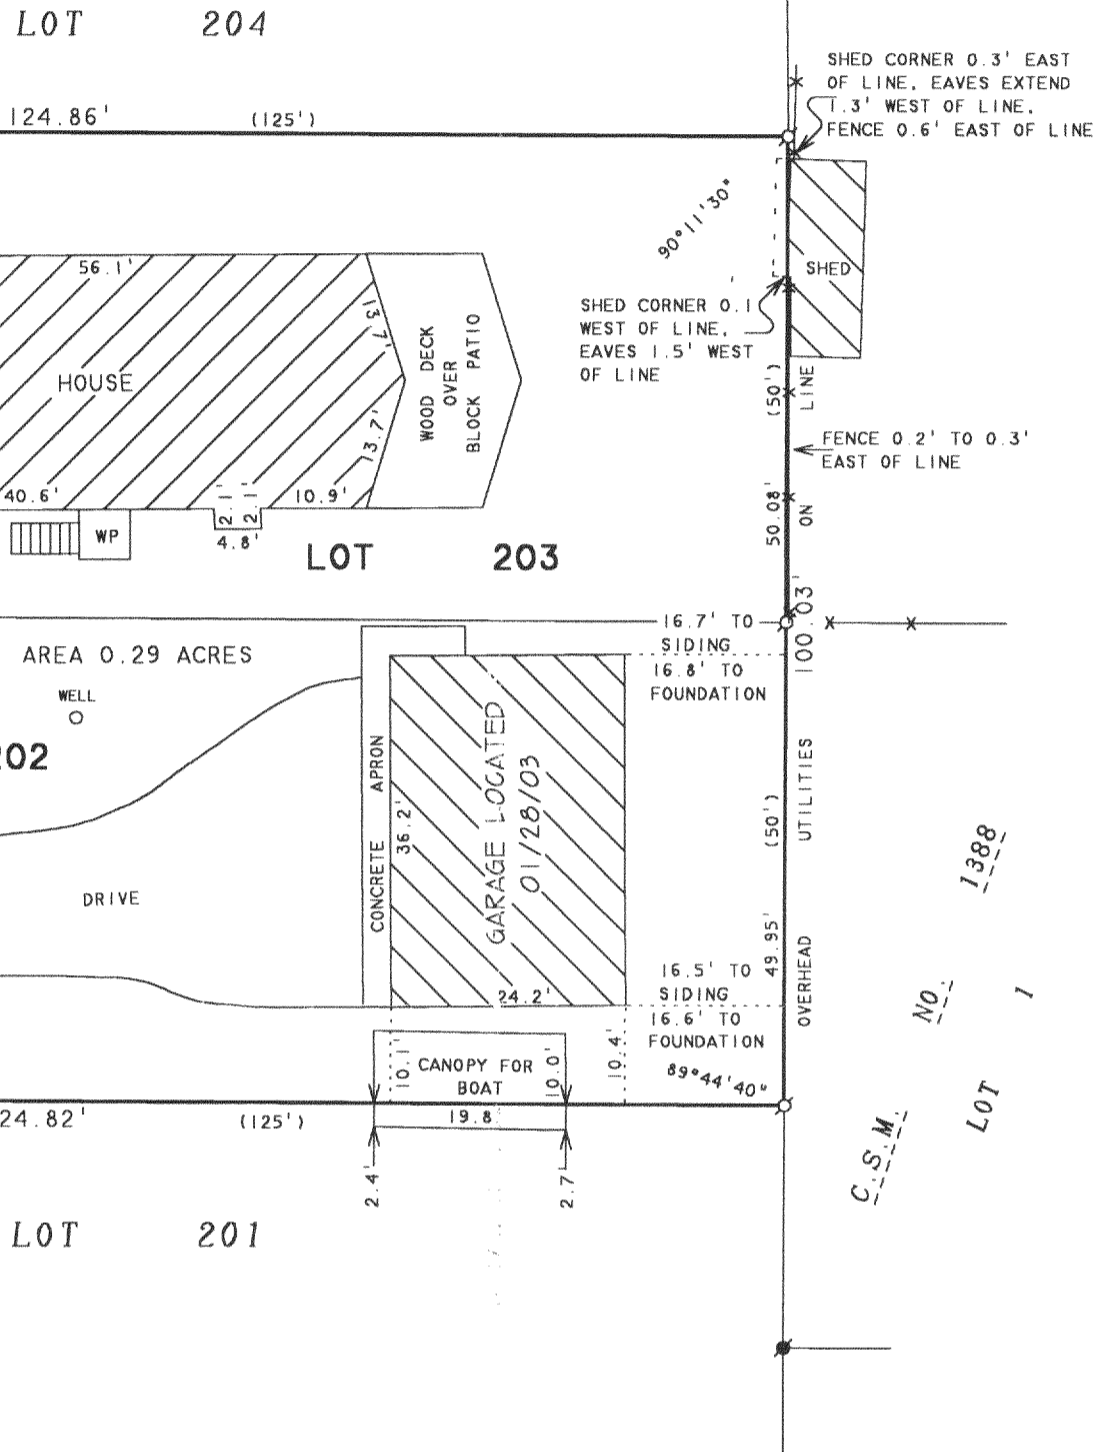 LOT 204
SHED CORNER 0.3' EAST
OF LINE, EAVES EXTEND
1.3' WEST OF LINE.
FENCE 0.6' EAST OF LINE
124.86' (125')
90°11'30"
56.1'
13.7'
SHED
SHED CORNER 0.1
WEST OF LINE,
EAVES 1.5' WEST
OF LINE
HOUSE
WOOD DECK
OVER
BLOCK PATIO
(50')
LINE
13.7'
FENCE 0.2' TO 0.3'
EAST OF LINE
40.6'
2.1'
2.1'
10.9'
50.08'
ON
WP
4.8'
LOT 203
100.03'
16.7' TO
SIDING
AREA 0.29 ACRES
16.8' TO
FOUNDATION
WELL
202
CONCRETE APRON
36.2'
GARAGE LOCATED
01/28/03
(50')
UTILITIES
1388
DRIVE
49.95'
OVERHEAD
16.5' TO
SIDING
24.2'
NO.
1
16.6' TO
FOUNDATION
10.1'
CANOPY FOR
BOAT
10.0'
10.4'
89°44'40"
24.82' (125')
19.8
LOT
C.S.M.
2.4'
2.7'
LOT 201